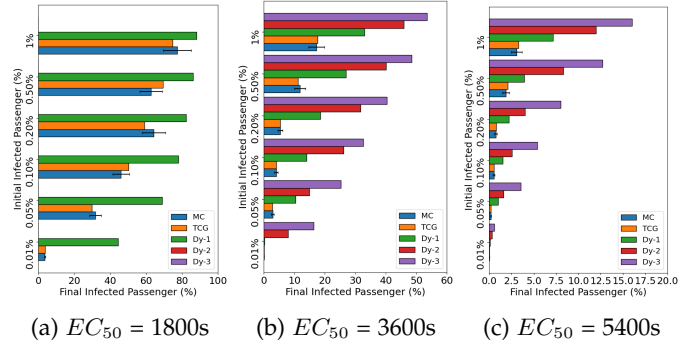 Initial Infected Passenger (%)
1%
0.50%
0.20%
0.10%
0.05%
0.01%
MC
TCG
Dy-1
Dy-2
Dy-3
0 20 40 60 80 100
Final Infected Passenger (%)
(a) EC50 = 1800s
Initial Infected Passenger (%)
1%
0.50%
0.20%
0.10%
0.05%
0.01%
MC
TCG
Dy-1
Dy-2
Dy-3
0 10 20 30 40 50 60
Final Infected Passenger (%)
(b) EC50 = 3600s
Initial Infected Passenger (%)
1%
0.50%
0.20%
0.10%
0.05%
0.01%
MC
TCG
Dy-1
Dy-2
Dy-3
0.0 2.5 5.0 7.5 10.0 12.5 15.0 17.5 20.0
Final Infected Passenger (%)
(c) EC50 = 5400s